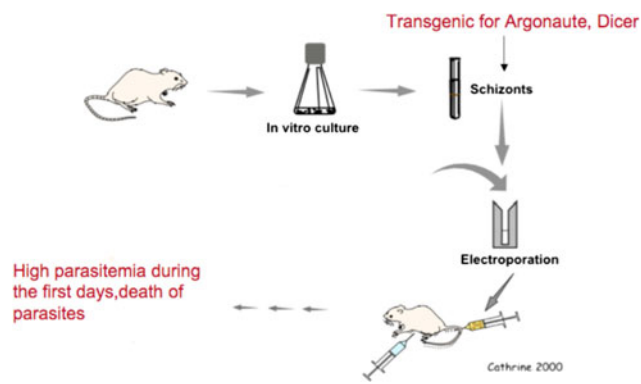 Transgenic for Argonaute, Dicer
In vitro culture
Schizonts
Electroporation
High parasitemia during
the first days,death of
parasites
Cathrine 2000